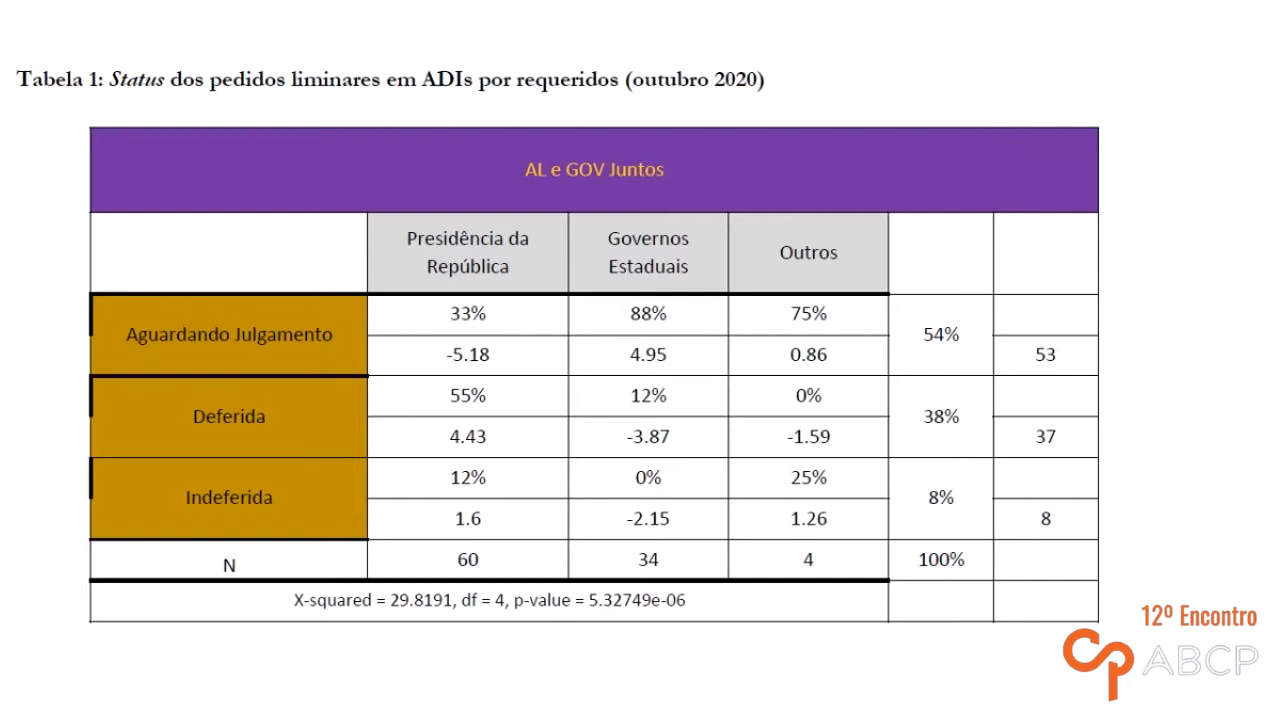 Tabela 1: Status dos pedidos liminares em ADIs por requeridos (outubro 2020)
AL e GOV Juntos
Presidência da República Governos Estaduais Outros
Aguardando Julgamento 33% 88% 75% 54%
-5.18 4.95 0.86 53
Deferida 55% 12% 0% 38%
4.43 -3.87 -1.59 37
Indeferida 12% 0% 25% 8%
1.6 -2.15 1.26 8
N 60 34 4 100%
X-squared = 29.8191, df = 4, p-value = 5.32749e-06
12º Encontro
CP ABCP